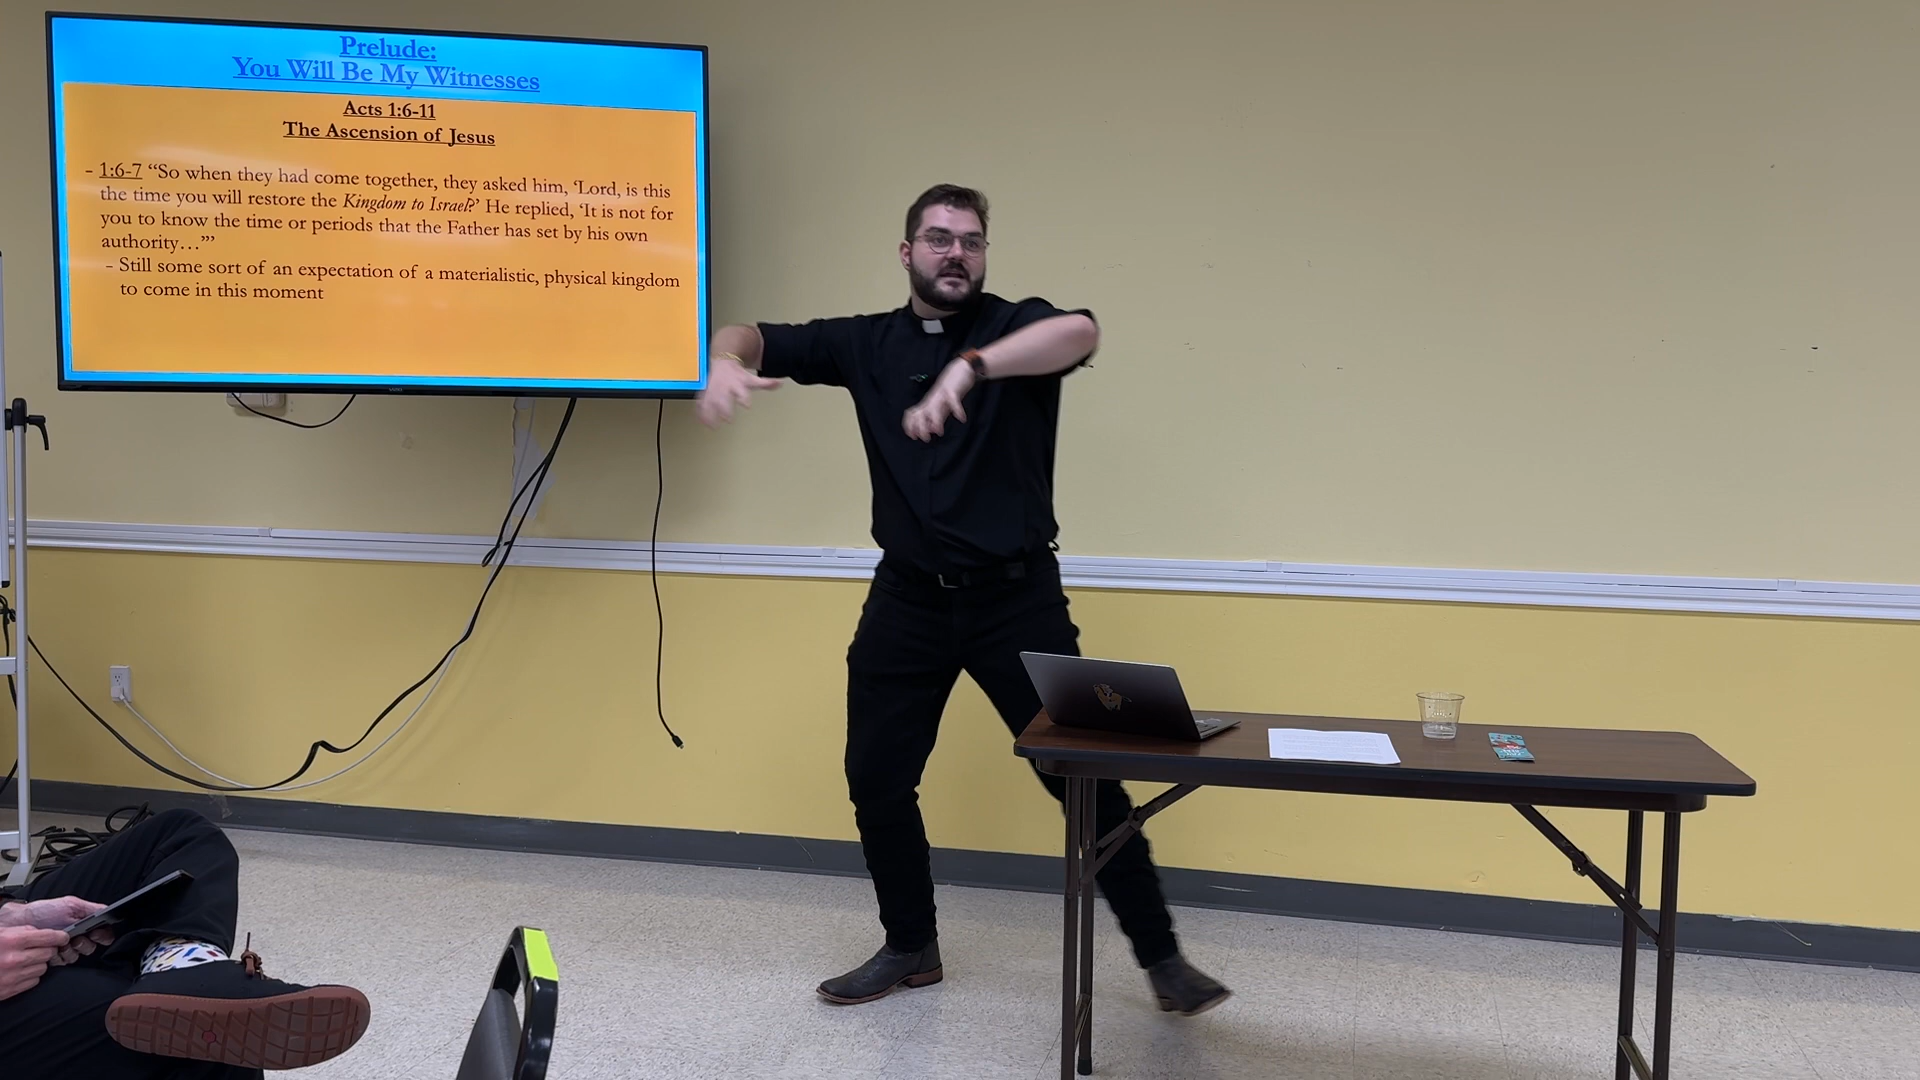 Prelude:
You Will Be My Witnesses
Acts 1:6-11
The Ascension of Jesus
- 1:6-7 “So when they had come together, they asked him, ‘Lord, is this
the time you will restore the Kingdom to Israel?’ He replied, ‘It is not for
you to know the time or periods that the Father has set by his own
authority…’”
- Still some sort of an expectation of a materialistic, physical kingdom
to come in this moment